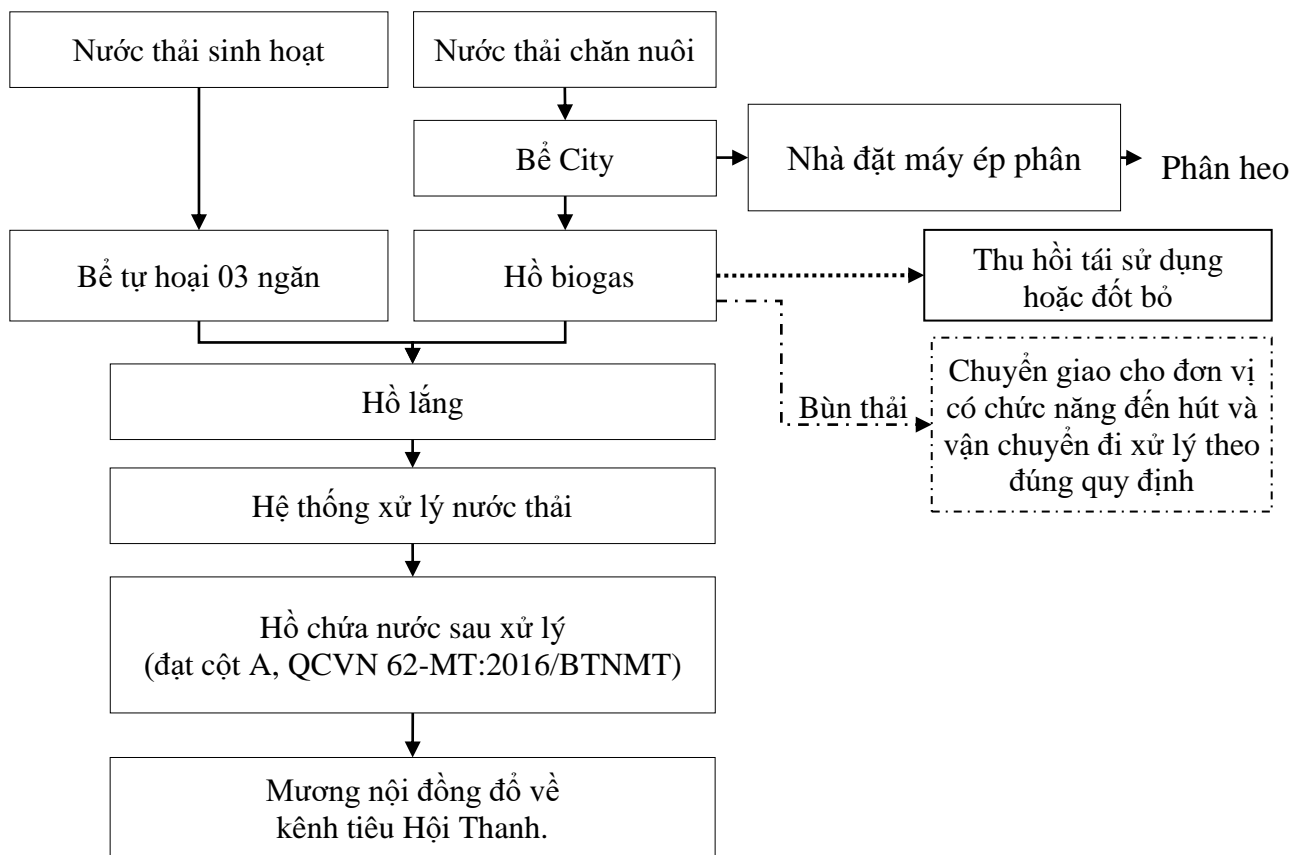 Nước thải sinh hoạt
Nước thải chăn nuôi
Bể City
Nhà đặt máy ép phân
Phân heo
Bể tự hoại 03 ngăn
Hồ biogas
Thu hồi tái sử dụng
hoặc đốt bỏ
Hồ lắng
Bùn thải
Chuyển giao cho đơn vị
có chức năng đến hút và
vận chuyển đi xử lý theo
đúng quy định
Hệ thống xử lý nước thải
Hồ chứa nước sau xử lý
(đạt cột A, QCVN 62-MT:2016/BTNMT)
Mương nội đồng đổ về
kênh tiêu Hội Thanh.